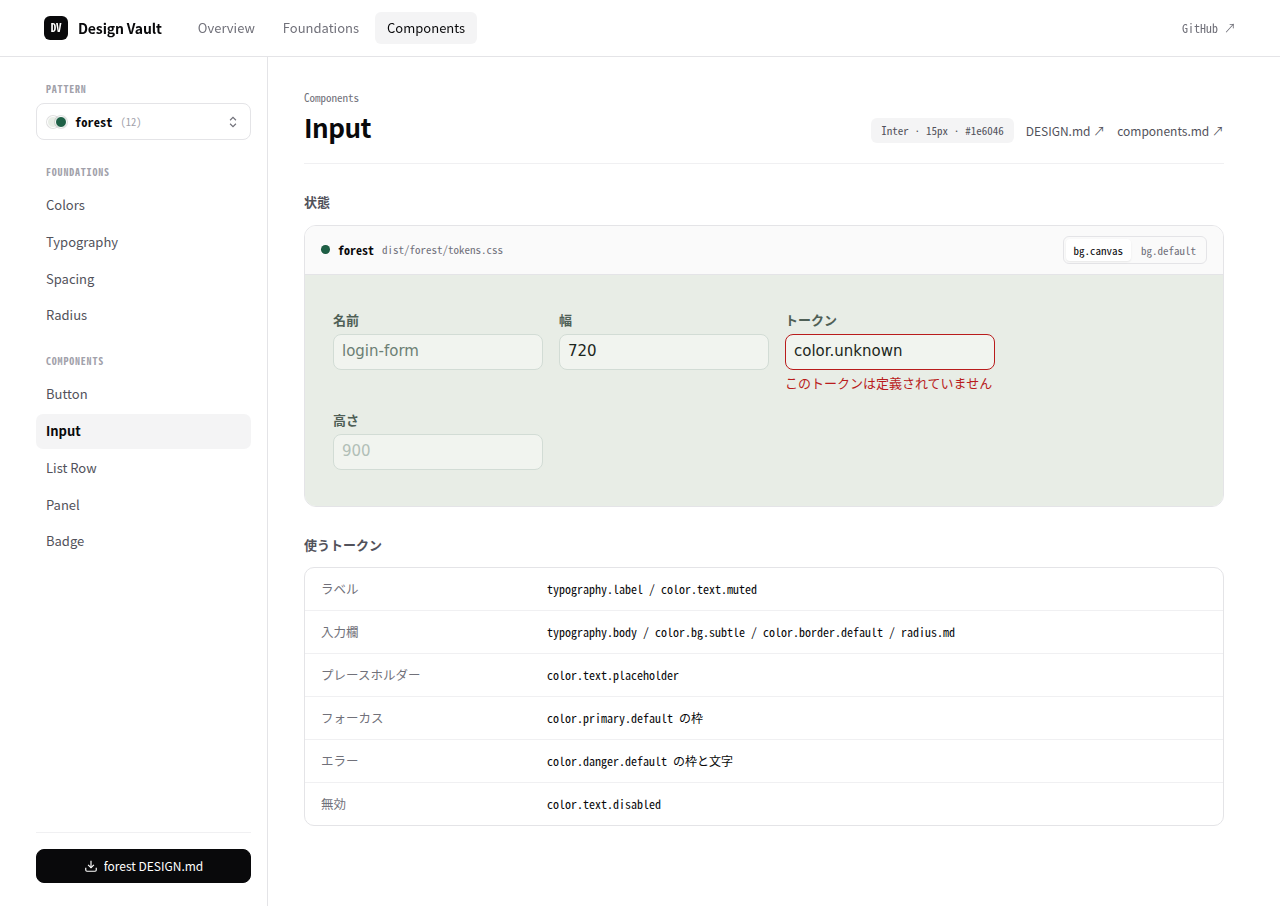 DV Design Vault Overview Foundations Components GitHub ↗
PATTERN
forest (12)
FOUNDATIONS
Colors
Typography
Spacing
Radius
COMPONENTS
Button
Input
List Row
Panel
Badge
forest DESIGN.md
Components
Input
Inter · 15px · #1e6046 DESIGN.md ↗ components.md ↗
状態
forest dist/forest/tokens.css bg.canvas bg.default
名前 幅 トークン
login-form 720 color.unknown
このトークンは定義されていません
高さ
900
使うトークン
ラベル typography.label / color.text.muted
入力欄 typography.body / color.bg.subtle / color.border.default / radius.md
プレースホルダー color.text.placeholder
フォーカス color.primary.default の枠
エラー color.danger.default の枠と文字
無効 color.text.disabled